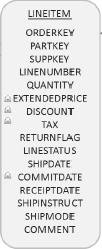 LINEITEM
ORDERKEY
PARTKEY
SUPPKEY
LINENUMBER
QUANTITY
EXTENDEDPRICE
DISCOUNT
TAX
RETURNFLAG
LINESTATUS
SHIPDATE
COMMITDATE
RECEIPTDATE
SHIPINSTRUCT
SHIPMODE
COMMENT